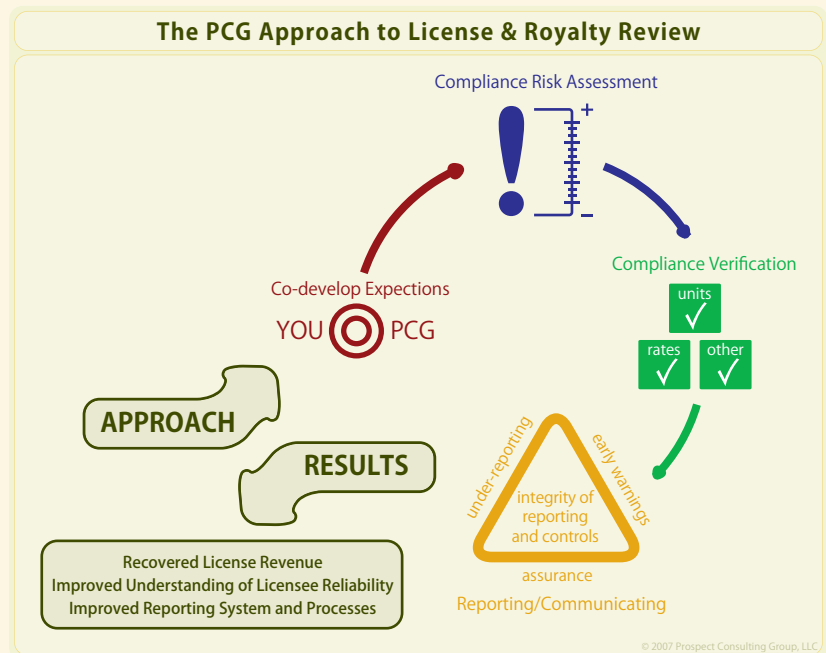 The PCG Approach to License & Royalty Review
Compliance Risk Assessment
+
–
Co-develop Expections
YOU PCG
Compliance Verification
units
rates other
APPROACH
RESULTS
under-reporting
early warnings
integrity of
reporting
and controls
assurance
Reporting/Communicating
Recovered License Revenue
Improved Understanding of Licensee Reliability
Improved Reporting System and Processes
© 2007 Prospect Consulting Group, LLC.